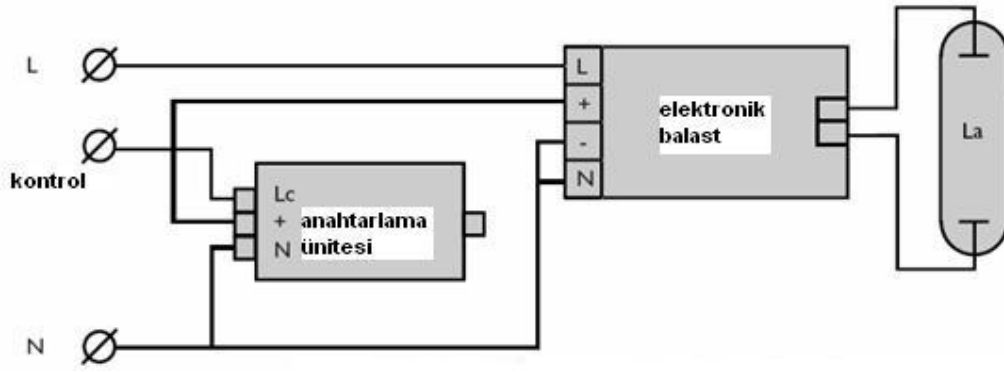 L
kontrol
N
Lc
+
N
anahtarlama
ünitesi
L
+
-
N
elektronik
balast
La